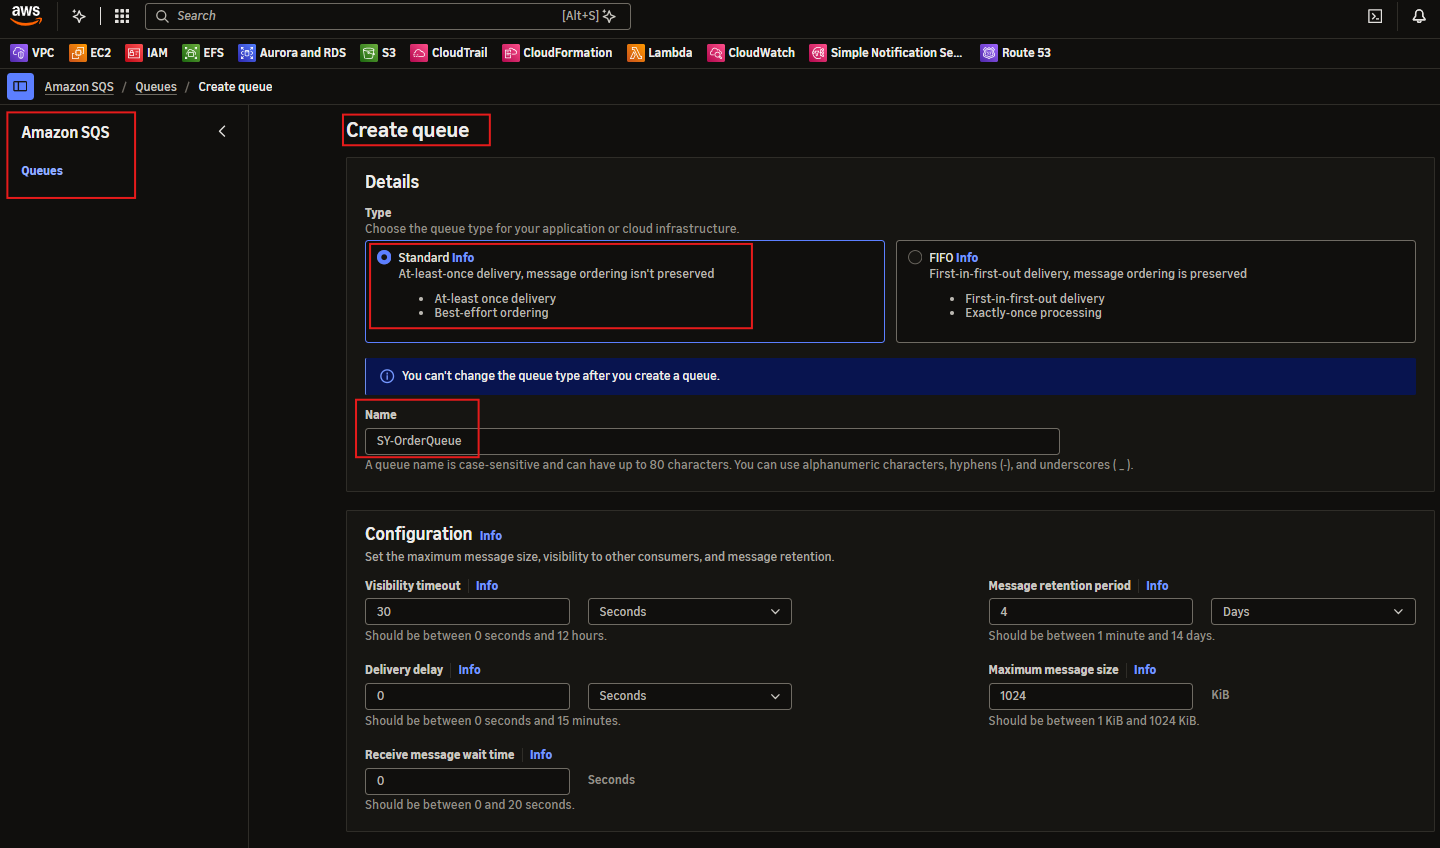 aws
Search [Alt+S]
VPC EC2 IAM EFS Aurora and RDS S3 CloudTrail CloudFormation Lambda CloudWatch Simple Notification Se... Route 53
Amazon SQS / Queues / Create queue
Amazon SQS
Queues
Create queue
Details
Type
Choose the queue type for your application or cloud infrastructure.
Standard Info
At-least-once delivery, message ordering isn't preserved
• At-least once delivery
• Best-effort ordering
FIFO Info
First-in-first-out delivery, message ordering is preserved
• First-in-first-out delivery
• Exactly-once processing
You can't change the queue type after you create a queue.
Name
SY-OrderQueue
A queue name is case-sensitive and can have up to 80 characters. You can use alphanumeric characters, hyphens (-), and underscores ( _ ).
Configuration Info
Set the maximum message size, visibility to other consumers, and message retention.
Visibility timeout Info
30 Seconds
Should be between 0 seconds and 12 hours.
Message retention period Info
4 Days
Should be between 1 minute and 14 days.
Delivery delay Info
0 Seconds
Should be between 0 seconds and 15 minutes.
Maximum message size Info
1024 KiB
Should be between 1 KiB and 1024 KiB.
Receive message wait time Info
0 Seconds
Should be between 0 and 20 seconds.